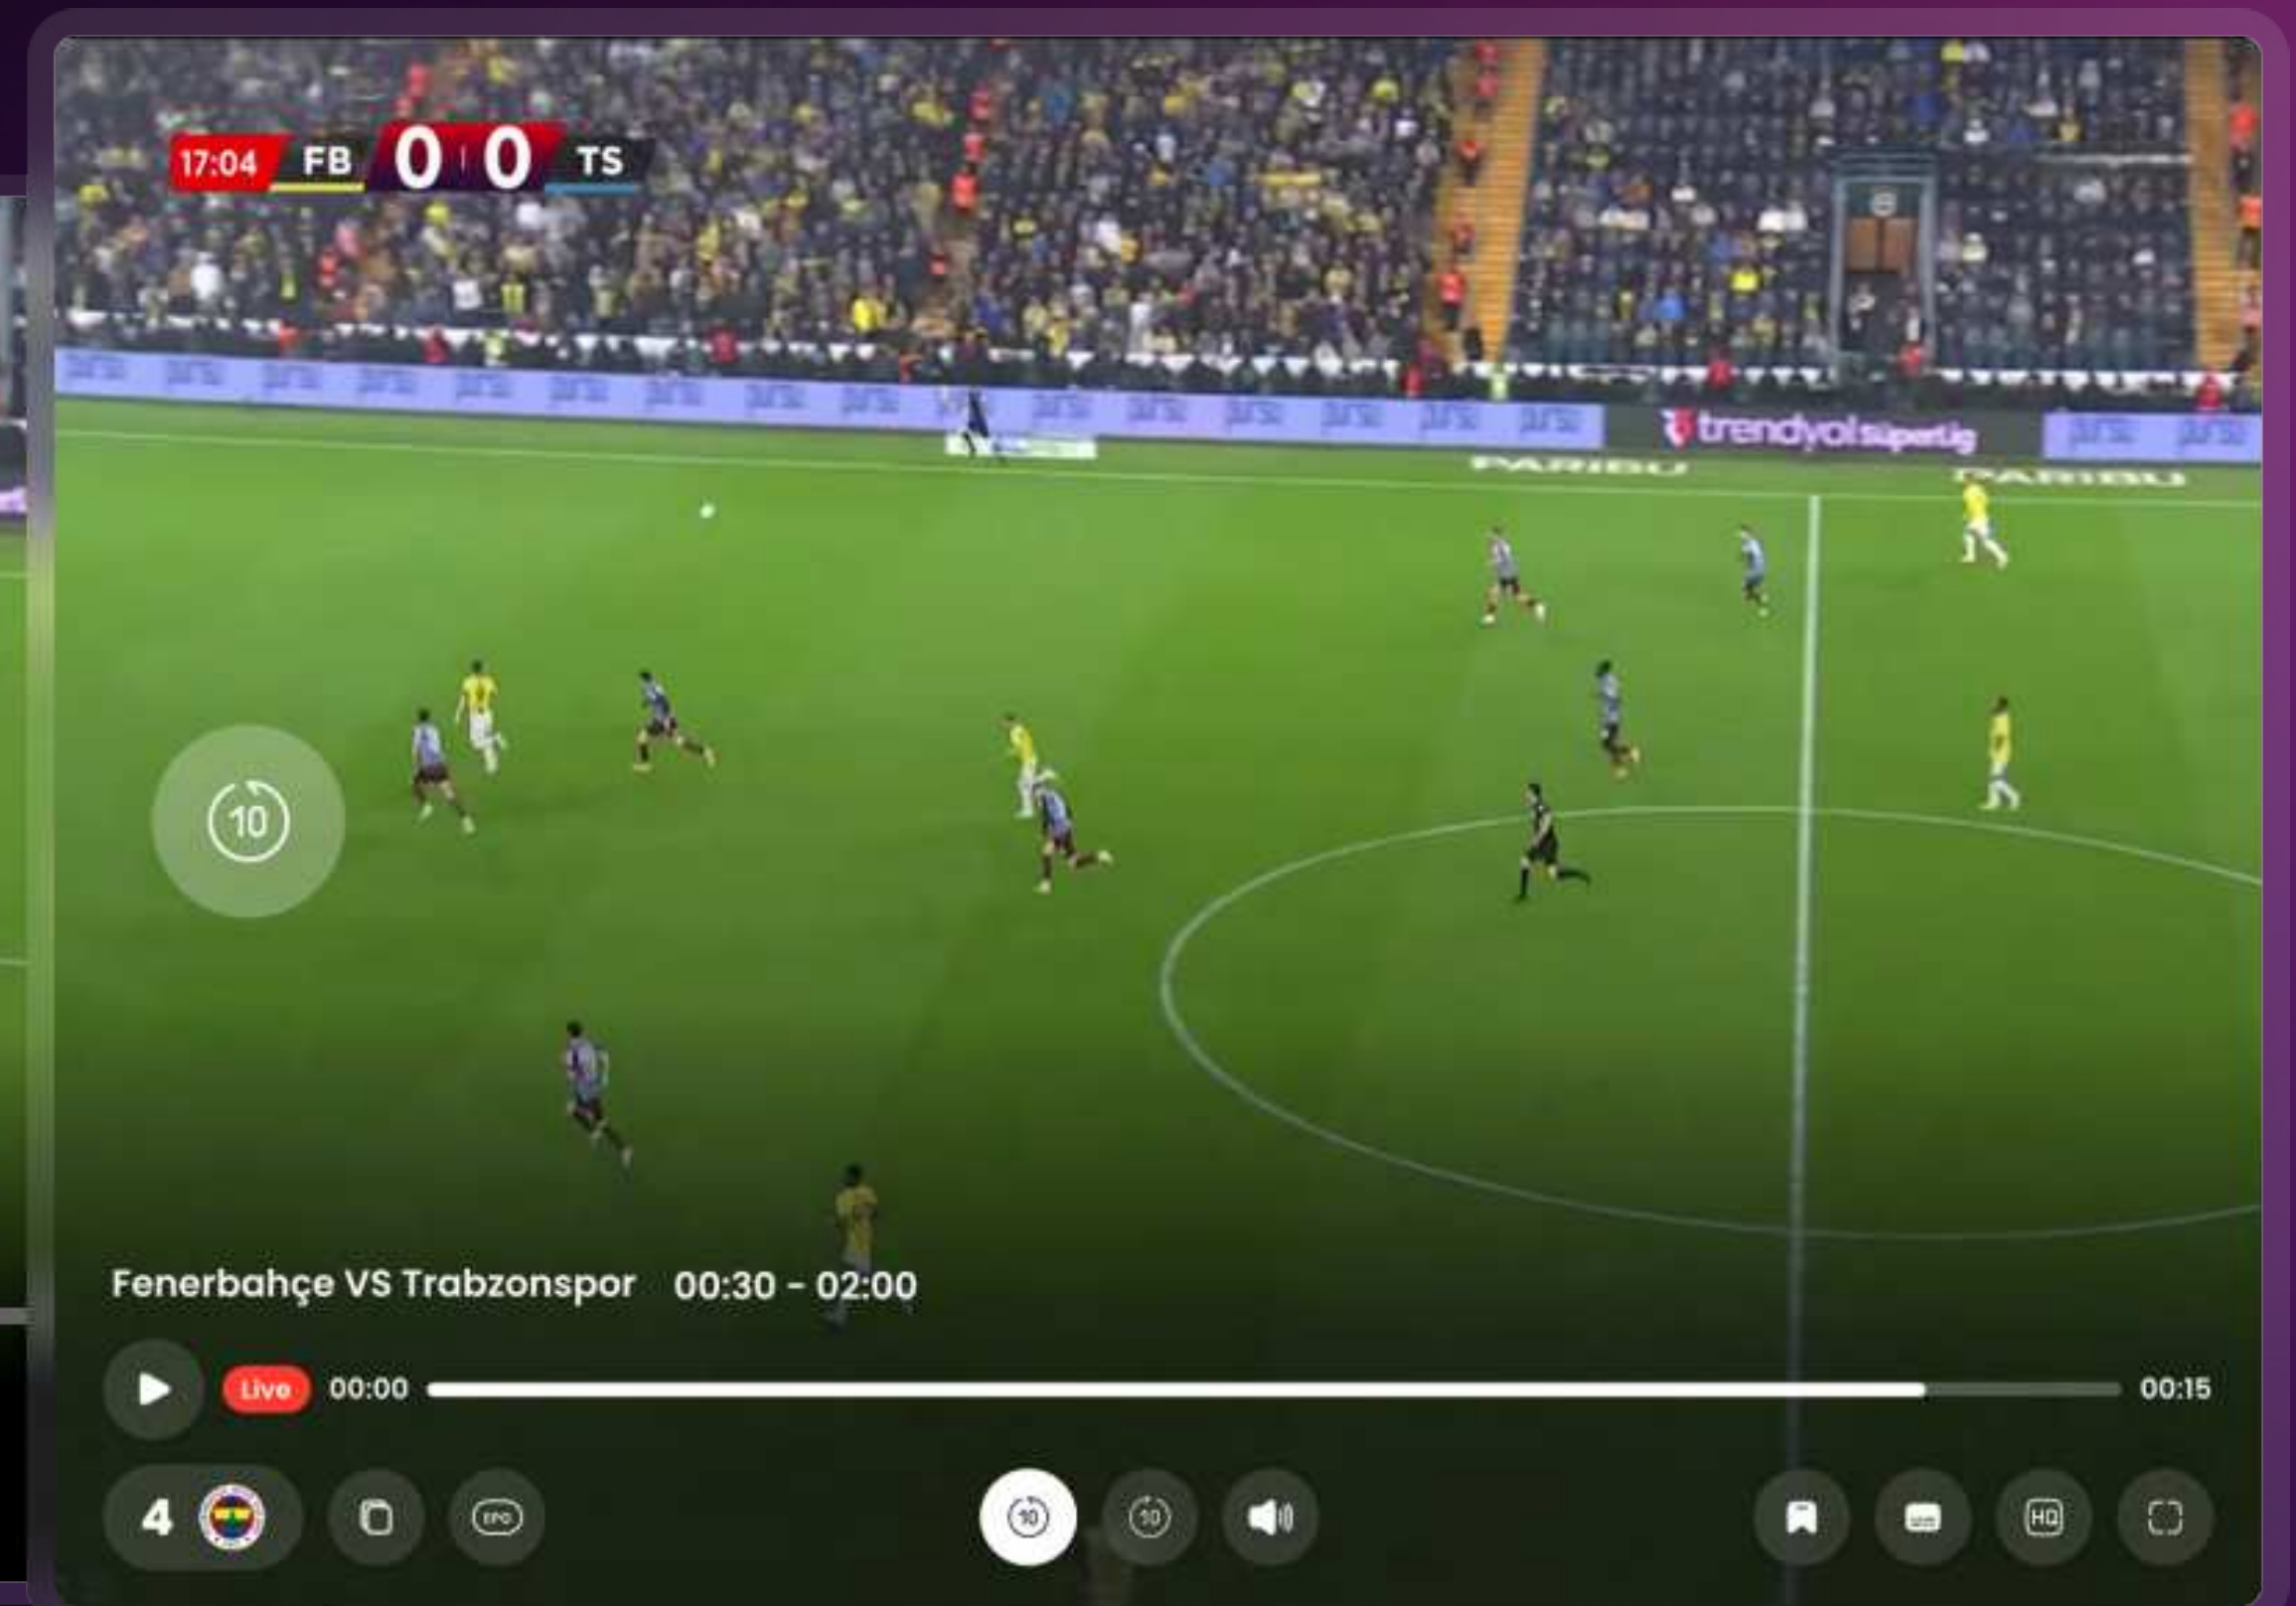 17:04 FB 0 0 TS
trendyol süperlig
PARIBU PARIBU
10
Fenerbahçe VS Trabzonspor 00:30 - 02:00
Live 00:00 00:15
4 EPG 10 10 HQ